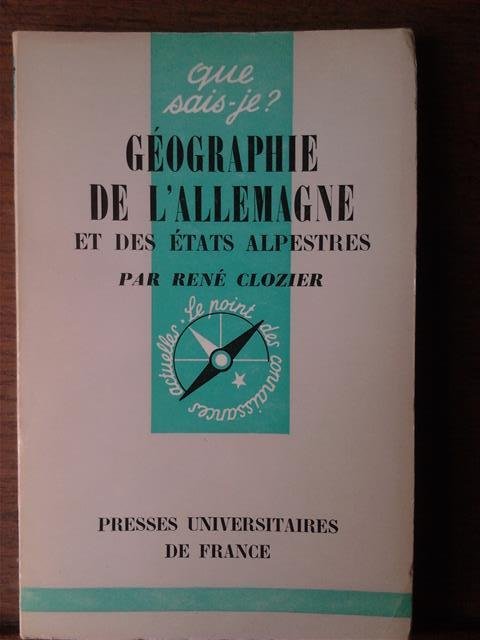 que
sais-je?
GÉOGRAPHIE
DE L'ALLEMAGNE
ET DES ÉTATS ALPESTRES
PAR RENÉ CLOZIER
Le point des connaissances actuelles.
PRESSES UNIVERSITAIRES
DE FRANCE